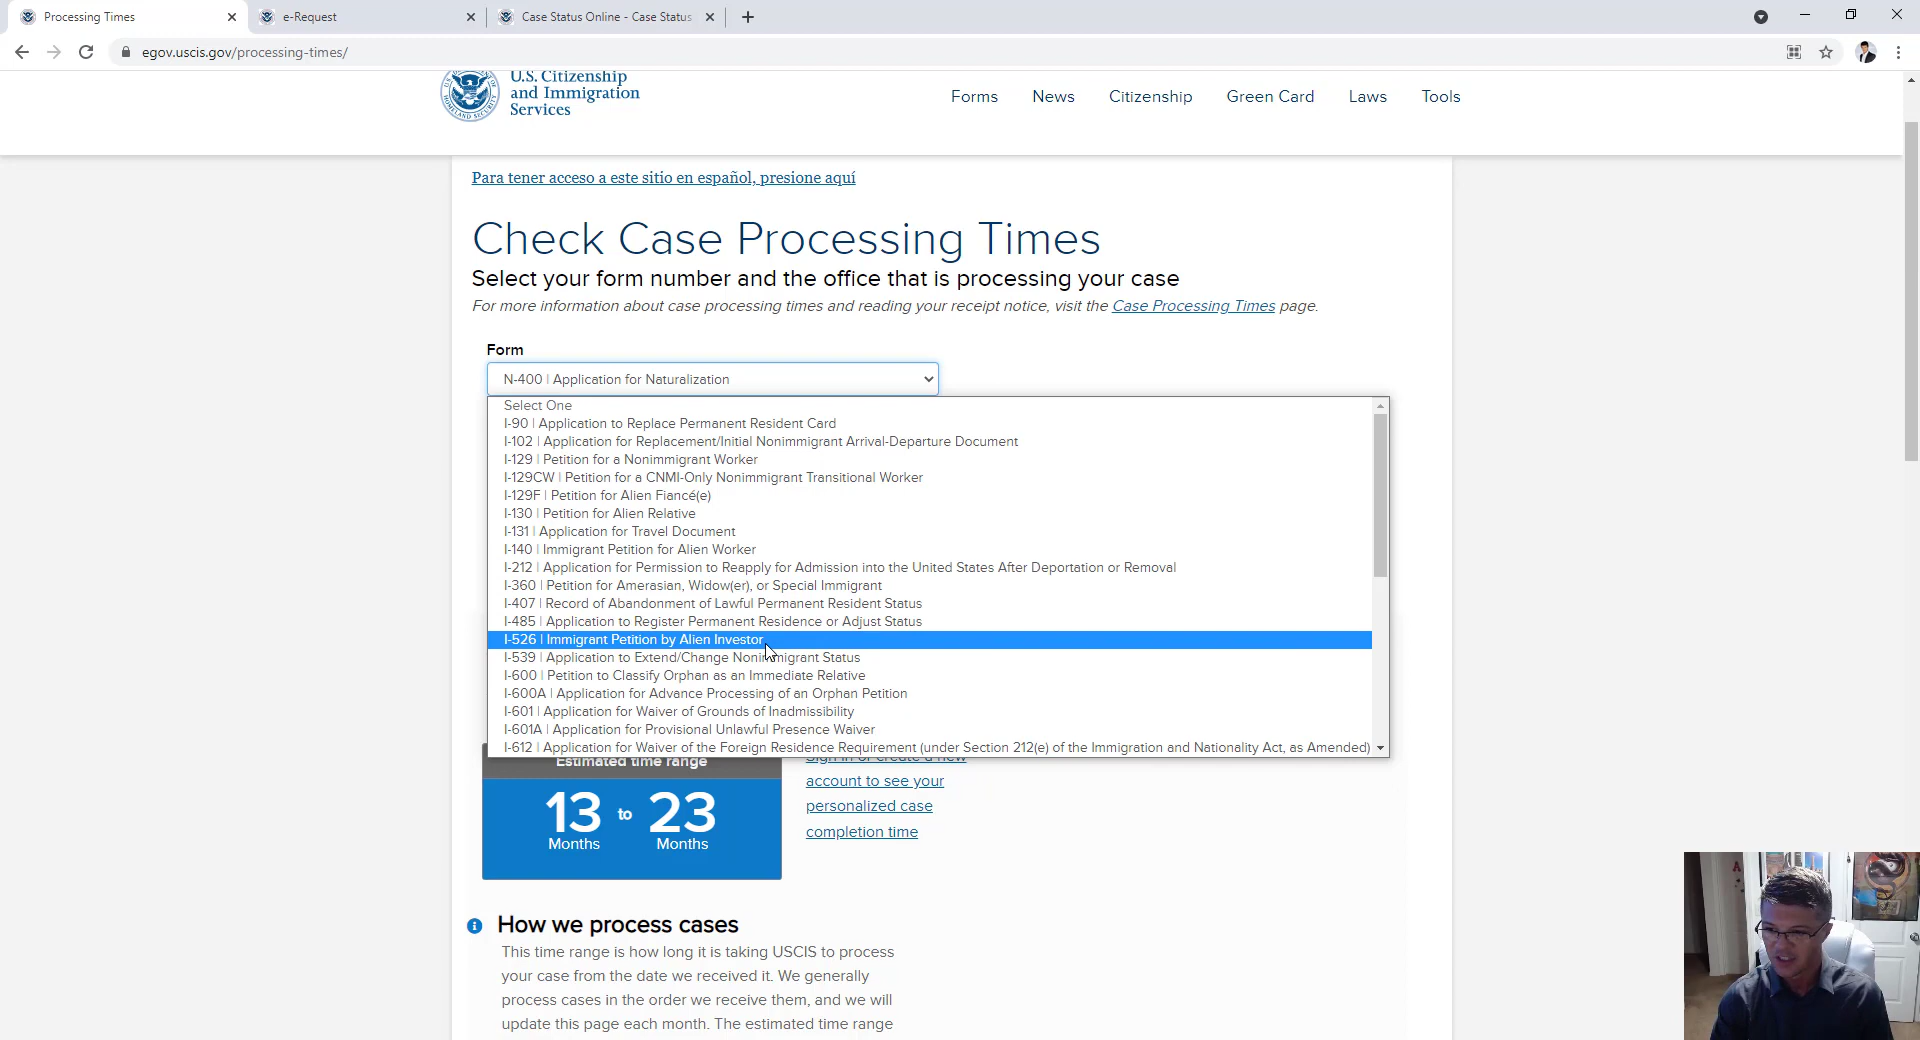 Processing Times
e-Request
Case Status Online - Case Status
egov.uscis.gov/processing-times/
U.S. Citizenship
and Immigration
Services
Forms
News
Citizenship
Green Card
Laws
Tools
Para tener acceso a este sitio en español, presione aquí
Check Case Processing Times
Select your form number and the office that is processing your case
For more information about case processing times and reading your receipt notice, visit the Case Processing Times page.
Form
N-400 | Application for Naturalization
Select One
I-90 | Application to Replace Permanent Resident Card
I-102 | Application for Replacement/Initial Nonimmigrant Arrival-Departure Document
I-129 | Petition for a Nonimmigrant Worker
I-129CW | Petition for a CNMI-Only Nonimmigrant Transitional Worker
I-129F | Petition for Alien Fiancé(e)
I-130 | Petition for Alien Relative
I-131 | Application for Travel Document
I-140 | Immigrant Petition for Alien Worker
I-212 | Application for Permission to Reapply for Admission into the United States After Deportation or Removal
I-360 | Petition for Amerasian, Widow(er), or Special Immigrant
I-407 | Record of Abandonment of Lawful Permanent Resident Status
I-485 | Application to Register Permanent Residence or Adjust Status
I-526 | Immigrant Petition by Alien Investor
I-539 | Application to Extend/Change Nonimmigrant Status
I-600 | Petition to Classify Orphan as an Immediate Relative
I-600A | Application for Advance Processing of an Orphan Petition
I-601 | Application for Waiver of Grounds of Inadmissibility
I-601A | Application for Provisional Unlawful Presence Waiver
I-612 | Application for Waiver of the Foreign Residence Requirement (under Section 212(e) of the Immigration and Nationality Act, as Amended)
Estimated time range
Sign in or create a new
account to see your
personalized case
completion time
13 to 23
Months Months
How we process cases
This time range is how long it is taking USCIS to process
your case from the date we received it. We generally
process cases in the order we receive them, and we will
update this page each month. The estimated time range